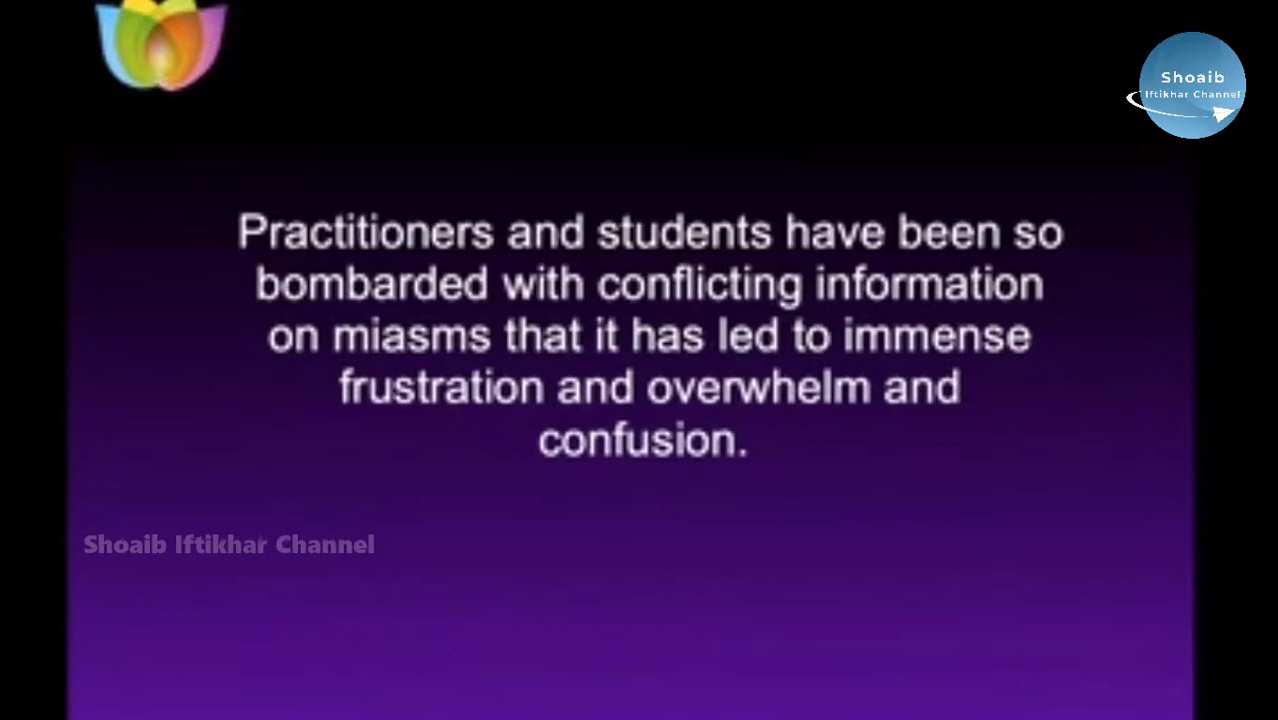 Shoaib
Iftikhar Channel
Practitioners and students have been so
bombarded with conflicting information
on miasms that it has led to immense
frustration and overwhelm and
confusion.
Shoaib Iftikhar Channel